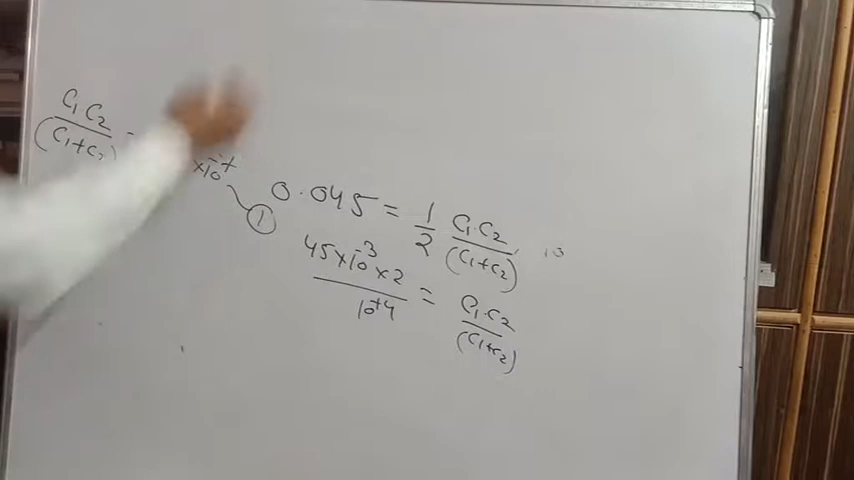 C₁C₂/(C₁+C₂) - ×10⁻⁷
①
0.045 = 1/2 C₁.C₂/(C₁+C₂)
45×10⁻³×2/10⁺⁴ = C₁.C₂/(C₁+C₂)